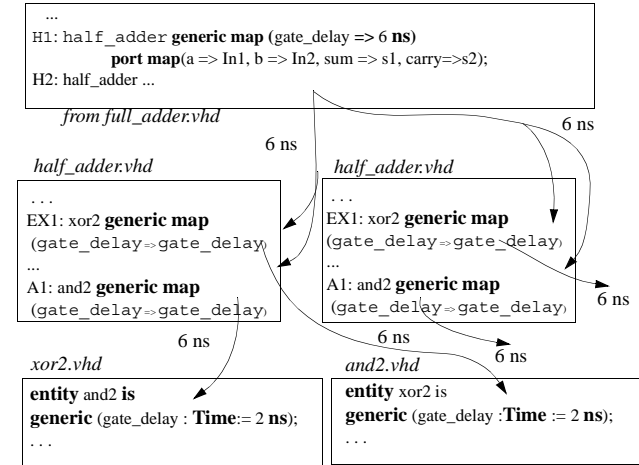 ...
H1: half_adder generic map (gate_delay => 6 ns)
port map(a => In1, b => In2, sum => s1, carry=>s2);
H2: half_adder ...
from full_adder.vhd
6 ns
6 ns
half_adder.vhd
. . .
EX1: xor2 generic map
(gate_delay=>gate_delay)
...
A1: and2 generic map
(gate_delay=>gate_delay)
half_adder.vhd
. . .
EX1: xor2 generic map
(gate_delay=>gate_delay)
...
A1: and2 generic map
(gate_delay=>gate_delay)
6 ns
6 ns
6 ns
6 ns
xor2.vhd
entity and2 is
generic (gate_delay : Time:= 2 ns);
. . .
and2.vhd
entity xor2 is
generic (gate_delay :Time := 2 ns);
. . .